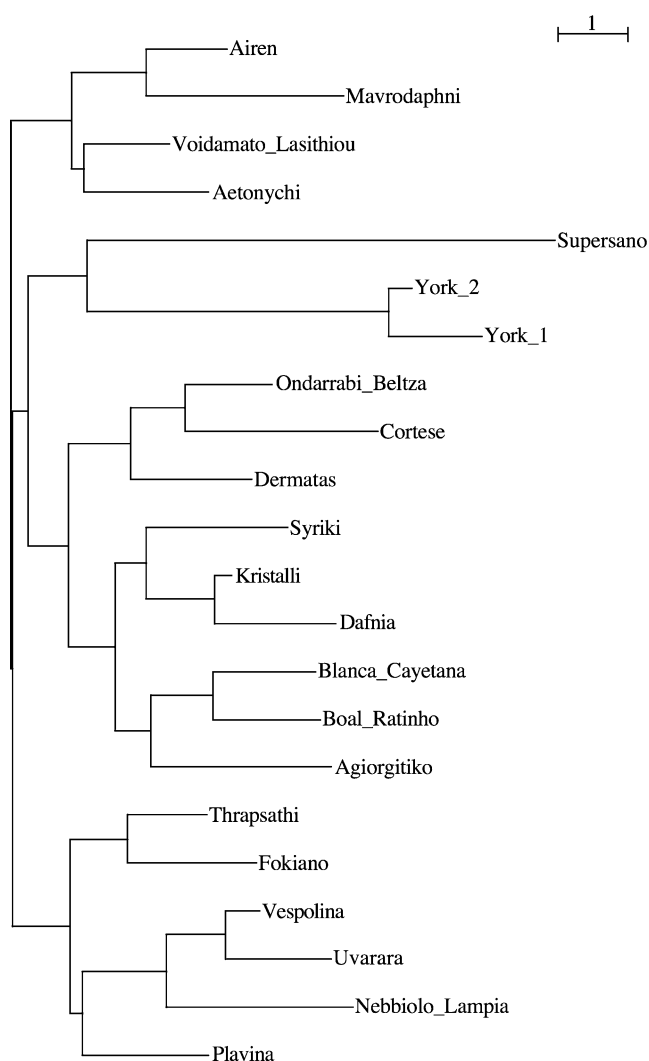 1
Airen
Mavrodaphni
Voidamato_Lasithiou
Aetonychi
Supersano
York_2
York_1
Ondarrabi_Beltza
Cortese
Dermatas
Syriki
Kristalli
Dafnia
Blanca_Cayetana
Boal_Ratinho
Agiorgitiko
Thrapsathi
Fokiano
Vespolina
Uvarara
Nebbiolo_Lampia
Plavina